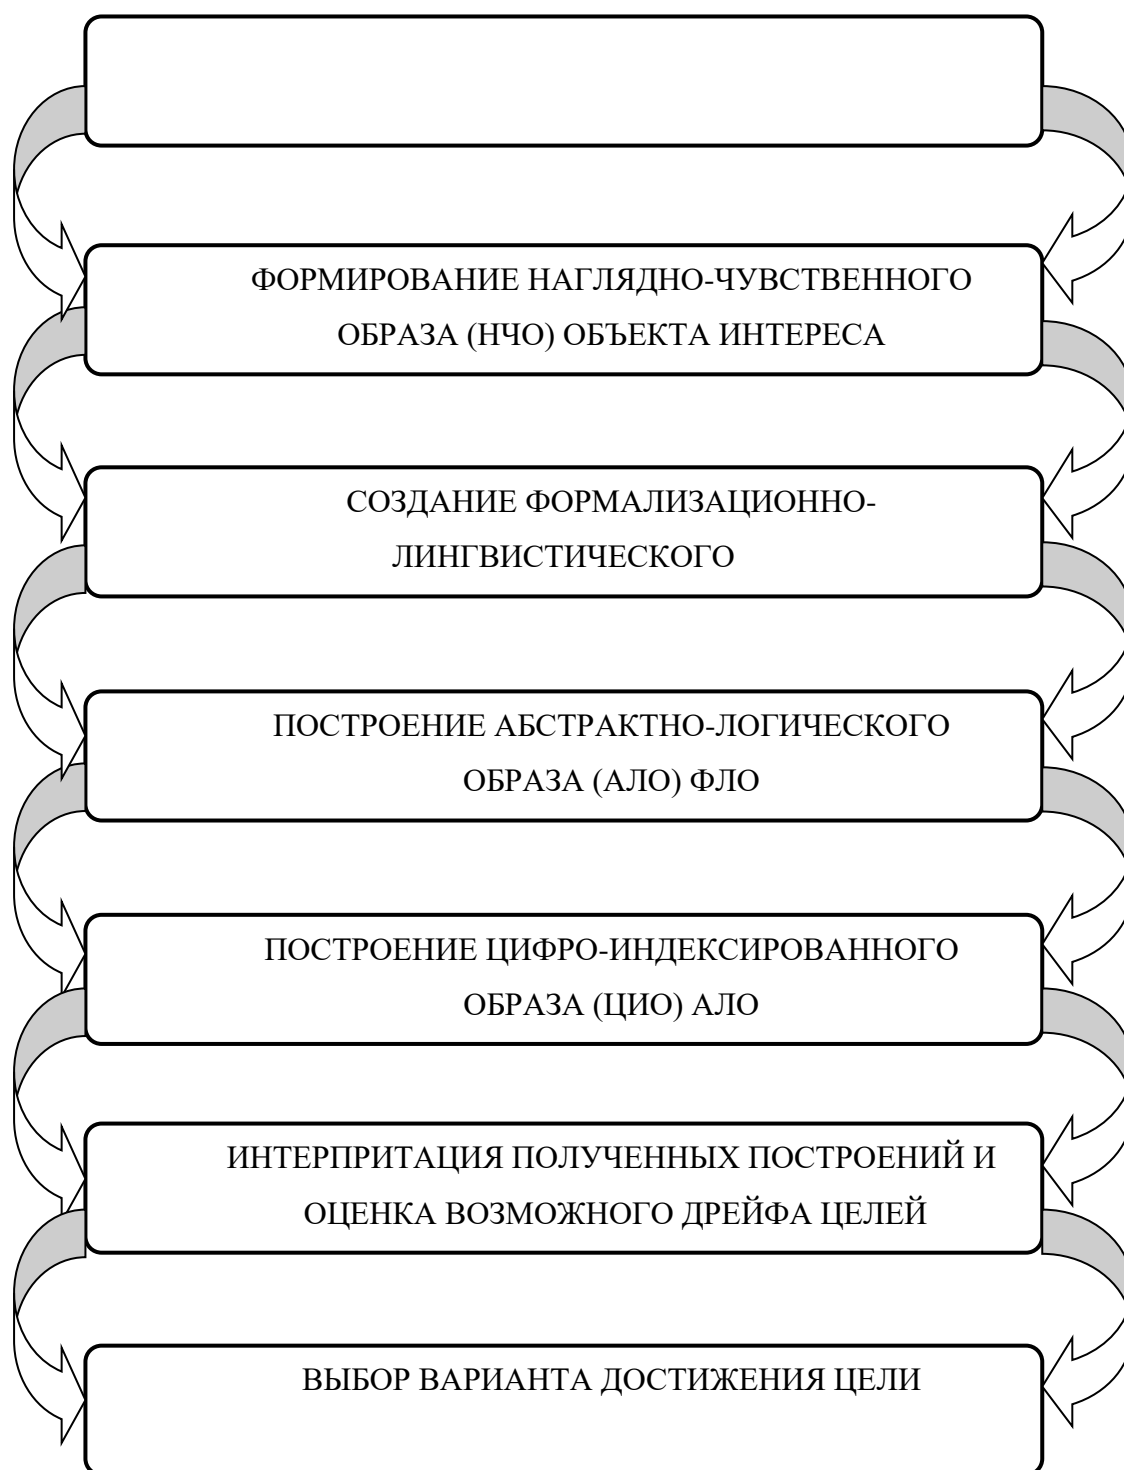 ФОРМИРОВАНИЕ НАГЛЯДНО-ЧУВСТВЕННОГО
ОБРАЗА (НЧО) ОБЪЕКТА ИНТЕРЕСА
СОЗДАНИЕ ФОРМАЛИЗАЦИОННО-
ЛИНГВИСТИЧЕСКОГО
ПОСТРОЕНИЕ АБСТРАКТНО-ЛОГИЧЕСКОГО
ОБРАЗА (АЛО) ФЛО
ПОСТРОЕНИЕ ЦИФРО-ИНДЕКСИРОВАННОГО
ОБРАЗА (ЦИО) АЛО
ИНТЕРПРИТАЦИЯ ПОЛУЧЕННЫХ ПОСТРОЕНИЙ И
ОЦЕНКА ВОЗМОЖНОГО ДРЕЙФА ЦЕЛЕЙ
ВЫБОР ВАРИАНТА ДОСТИЖЕНИЯ ЦЕЛИ